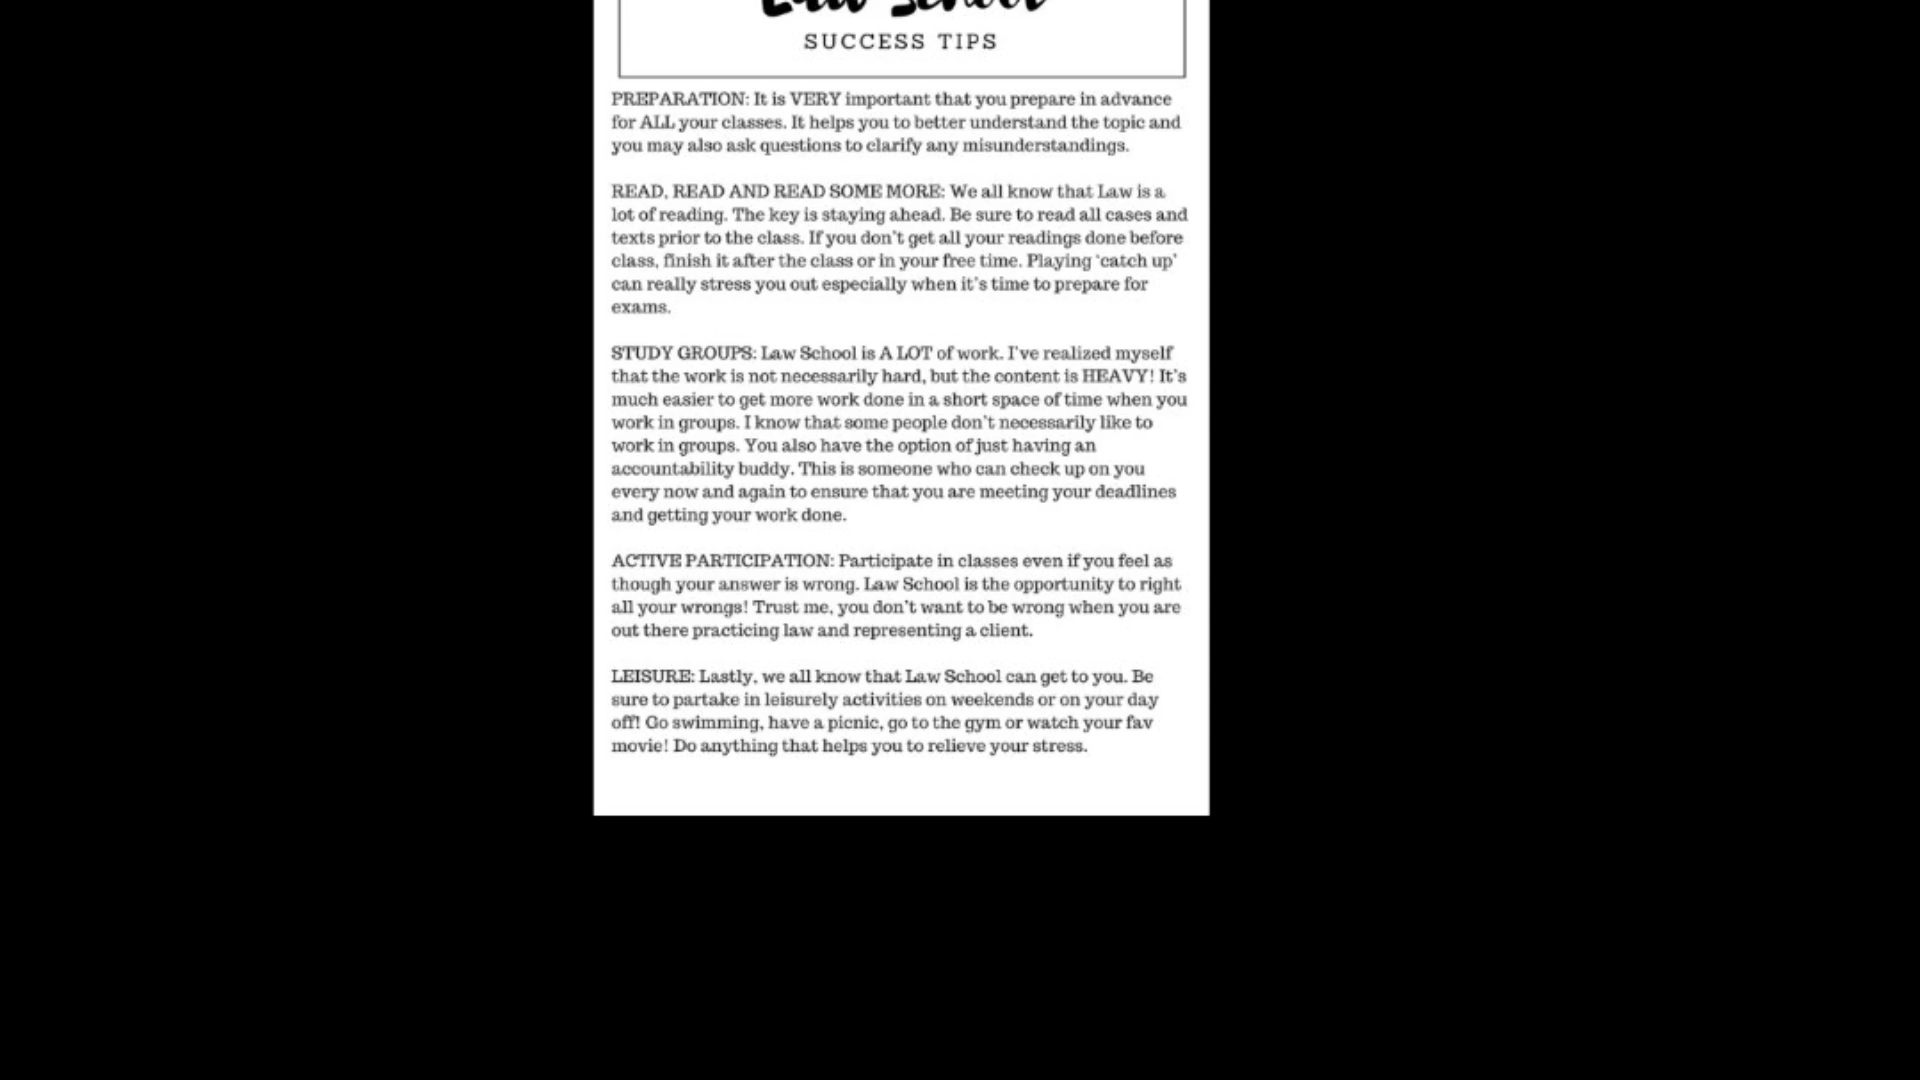 Law School
SUCCESS TIPS
PREPARATION: It is VERY important that you prepare in advance
for ALL your classes. It helps you to better understand the topic and
you may also ask questions to clarify any misunderstandings.
READ, READ AND READ SOME MORE: We all know that Law is a
lot of reading. The key is staying ahead. Be sure to read all cases and
texts prior to the class. If you don't get all your readings done before
class, finish it after the class or in your free time. Playing 'catch up'
can really stress you out especially when it's time to prepare for
exams.
STUDY GROUPS: Law School is A LOT of work. I've realized myself
that the work is not necessarily hard, but the content is HEAVY! It's
much easier to get more work done in a short space of time when you
work in groups. I know that some people don't necessarily like to
work in groups. You also have the option of just having an
accountability buddy. This is someone who can check up on you
every now and again to ensure that you are meeting your deadlines
and getting your work done.
ACTIVE PARTICIPATION: Participate in classes even if you feel as
though your answer is wrong. Law School is the opportunity to right
all your wrongs! Trust me, you don't want to be wrong when you are
out there practicing law and representing a client.
LEISURE: Lastly, we all know that Law School can get to you. Be
sure to partake in leisurely activities on weekends or on your day
off! Go swimming, have a picnic, go to the gym or watch your fav
movie! Do anything that helps you to relieve your stress.